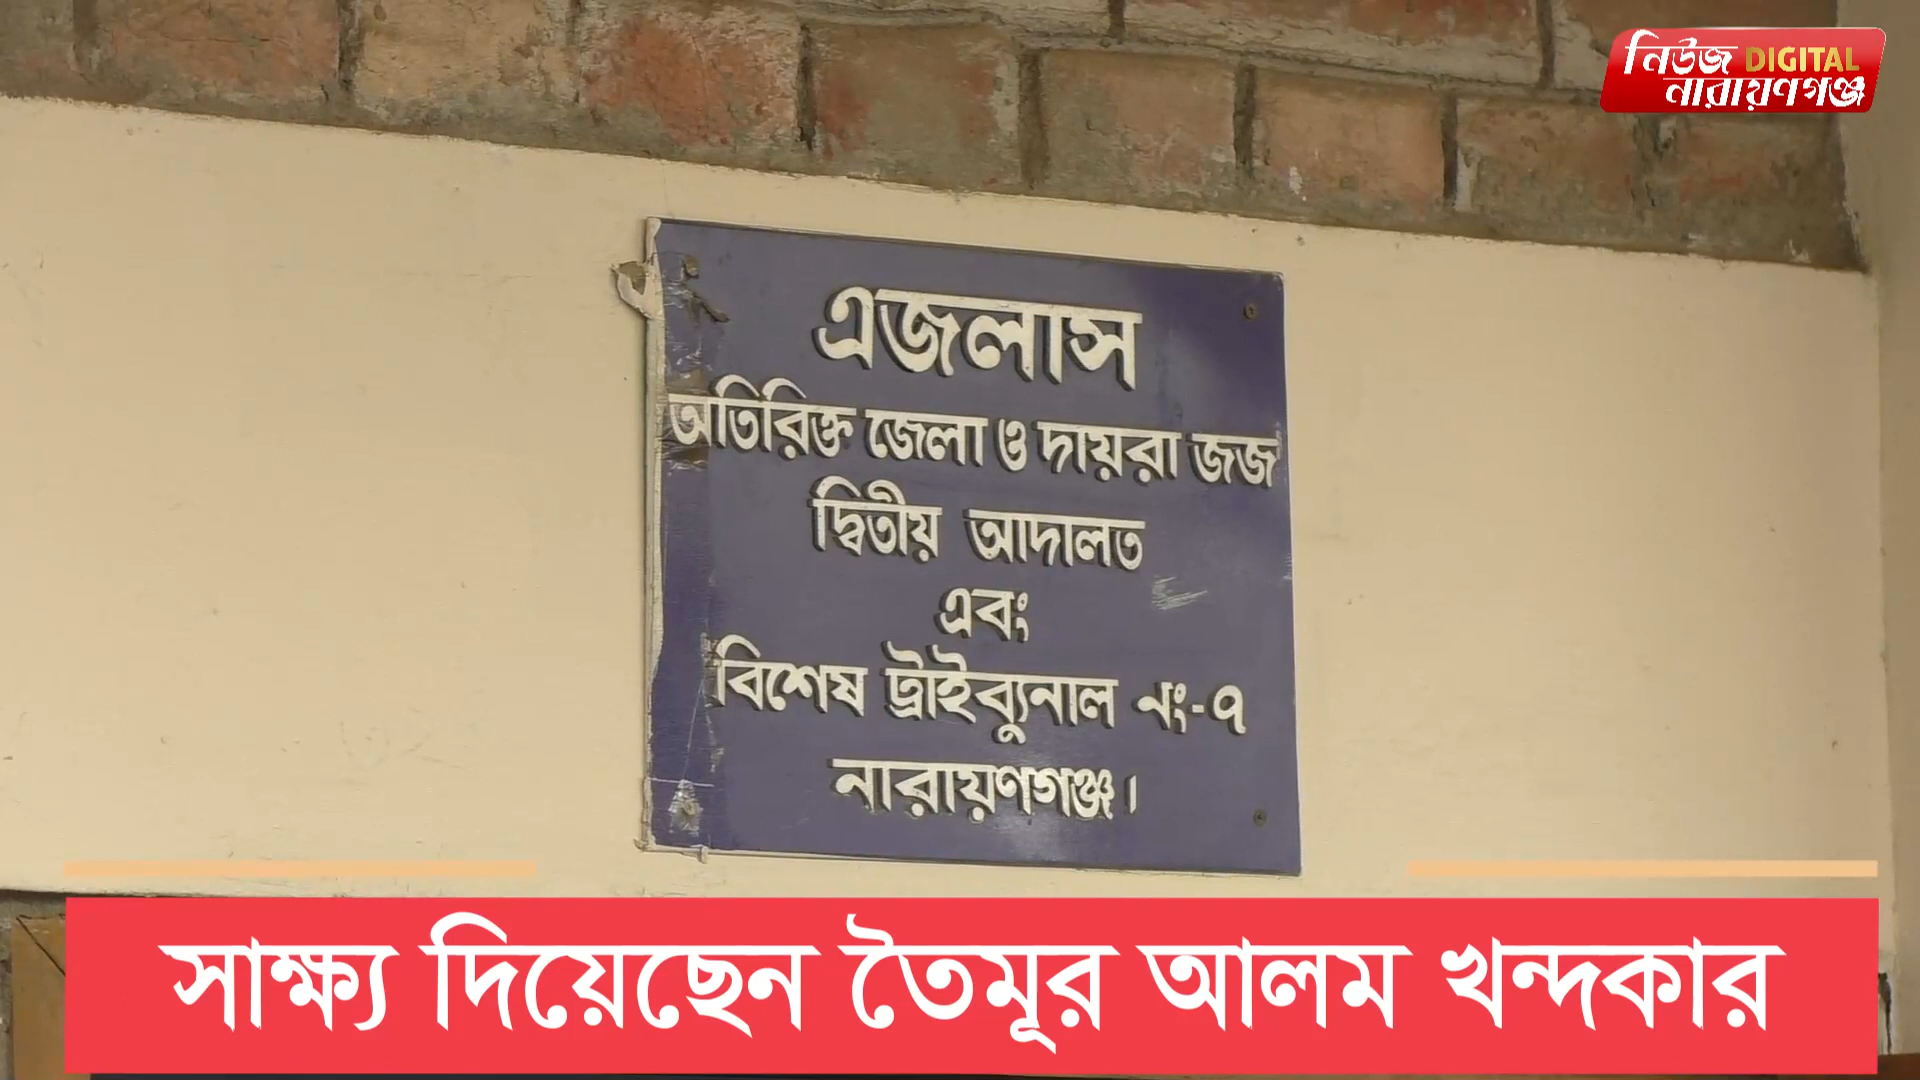 নিউজ DIGITAL
নারায়ণগঞ্জ
এজলাস
অতিরিক্ত জেলা ও দায়রা জজ
দ্বিতীয় আদালত
এবং
বিশেষ ট্রাইব্যুনাল নং-৭
নারায়ণগঞ্জ।
সাক্ষ্য দিয়েছেন তৈমূর আলম খন্দকার